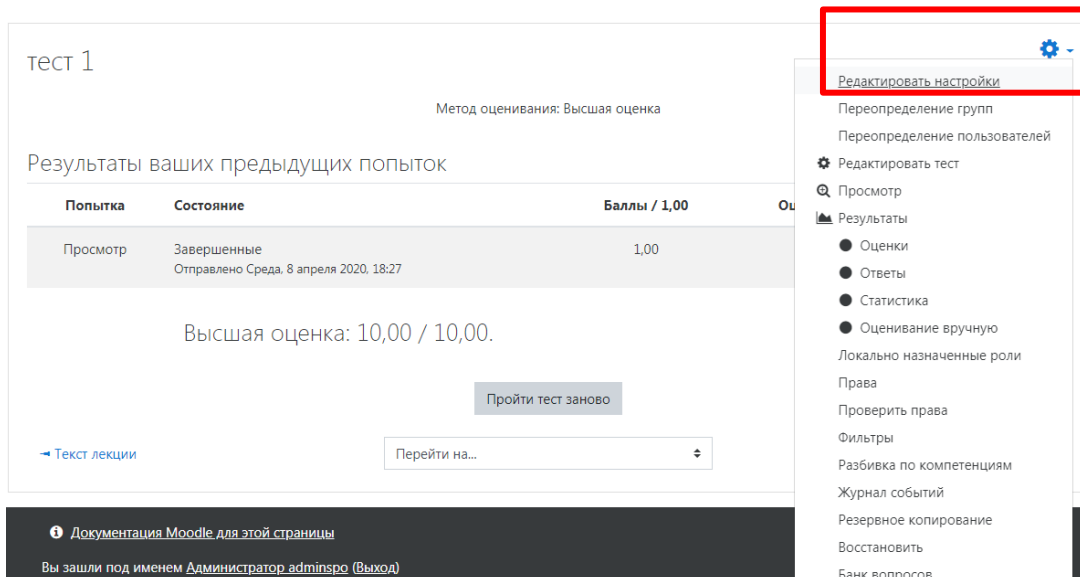 тест 1
Метод оценивания: Высшая оценка
Результаты ваших предыдущих попыток
Попытка Состояние Баллы / 1,00
Просмотр Завершенные 1,00
Отправлено Среда, 8 апреля 2020, 18:27
Высшая оценка: 10,00 / 10,00.
Пройти тест заново
Текст лекции Перейти на...
Документация Moodle для этой страницы
Вы зашли под именем Администратор adminspo (Выход)
Редактировать настройки
Переопределение групп
Переопределение пользователей
Редактировать тест
Просмотр
Результаты
Оценки
Ответы
Статистика
Оценивание вручную
Локально назначенные роли
Права
Проверить права
Фильтры
Разбивка по компетенциям
Журнал событий
Резервное копирование
Восстановить
Банк вопросов